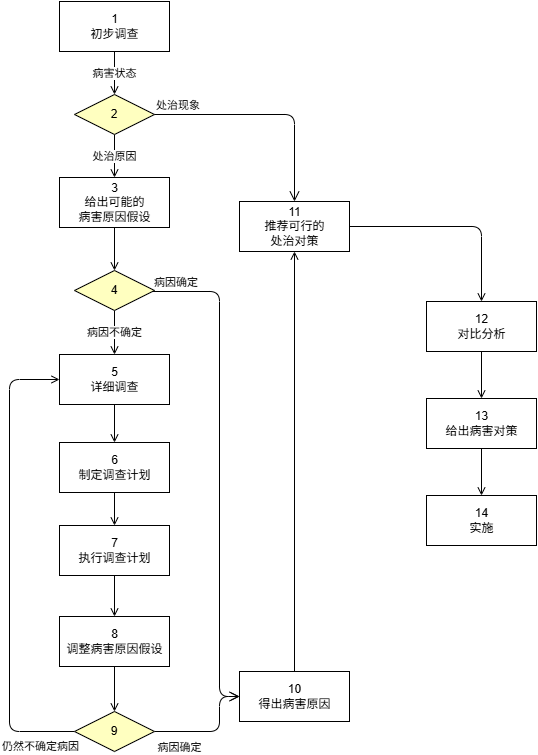 1
初步调查
病害状态
2
处治现象
处治原因
3
给出可能的
病害原因假设
11
推荐可行的
处治对策
4
病因确定
12
对比分析
病因不确定
5
详细调查
13
给出病害对策
6
制定调查计划
14
实施
7
执行调查计划
8
调整病害原因假设
10
得出病害原因
9
仍然不确定病因
病因确定